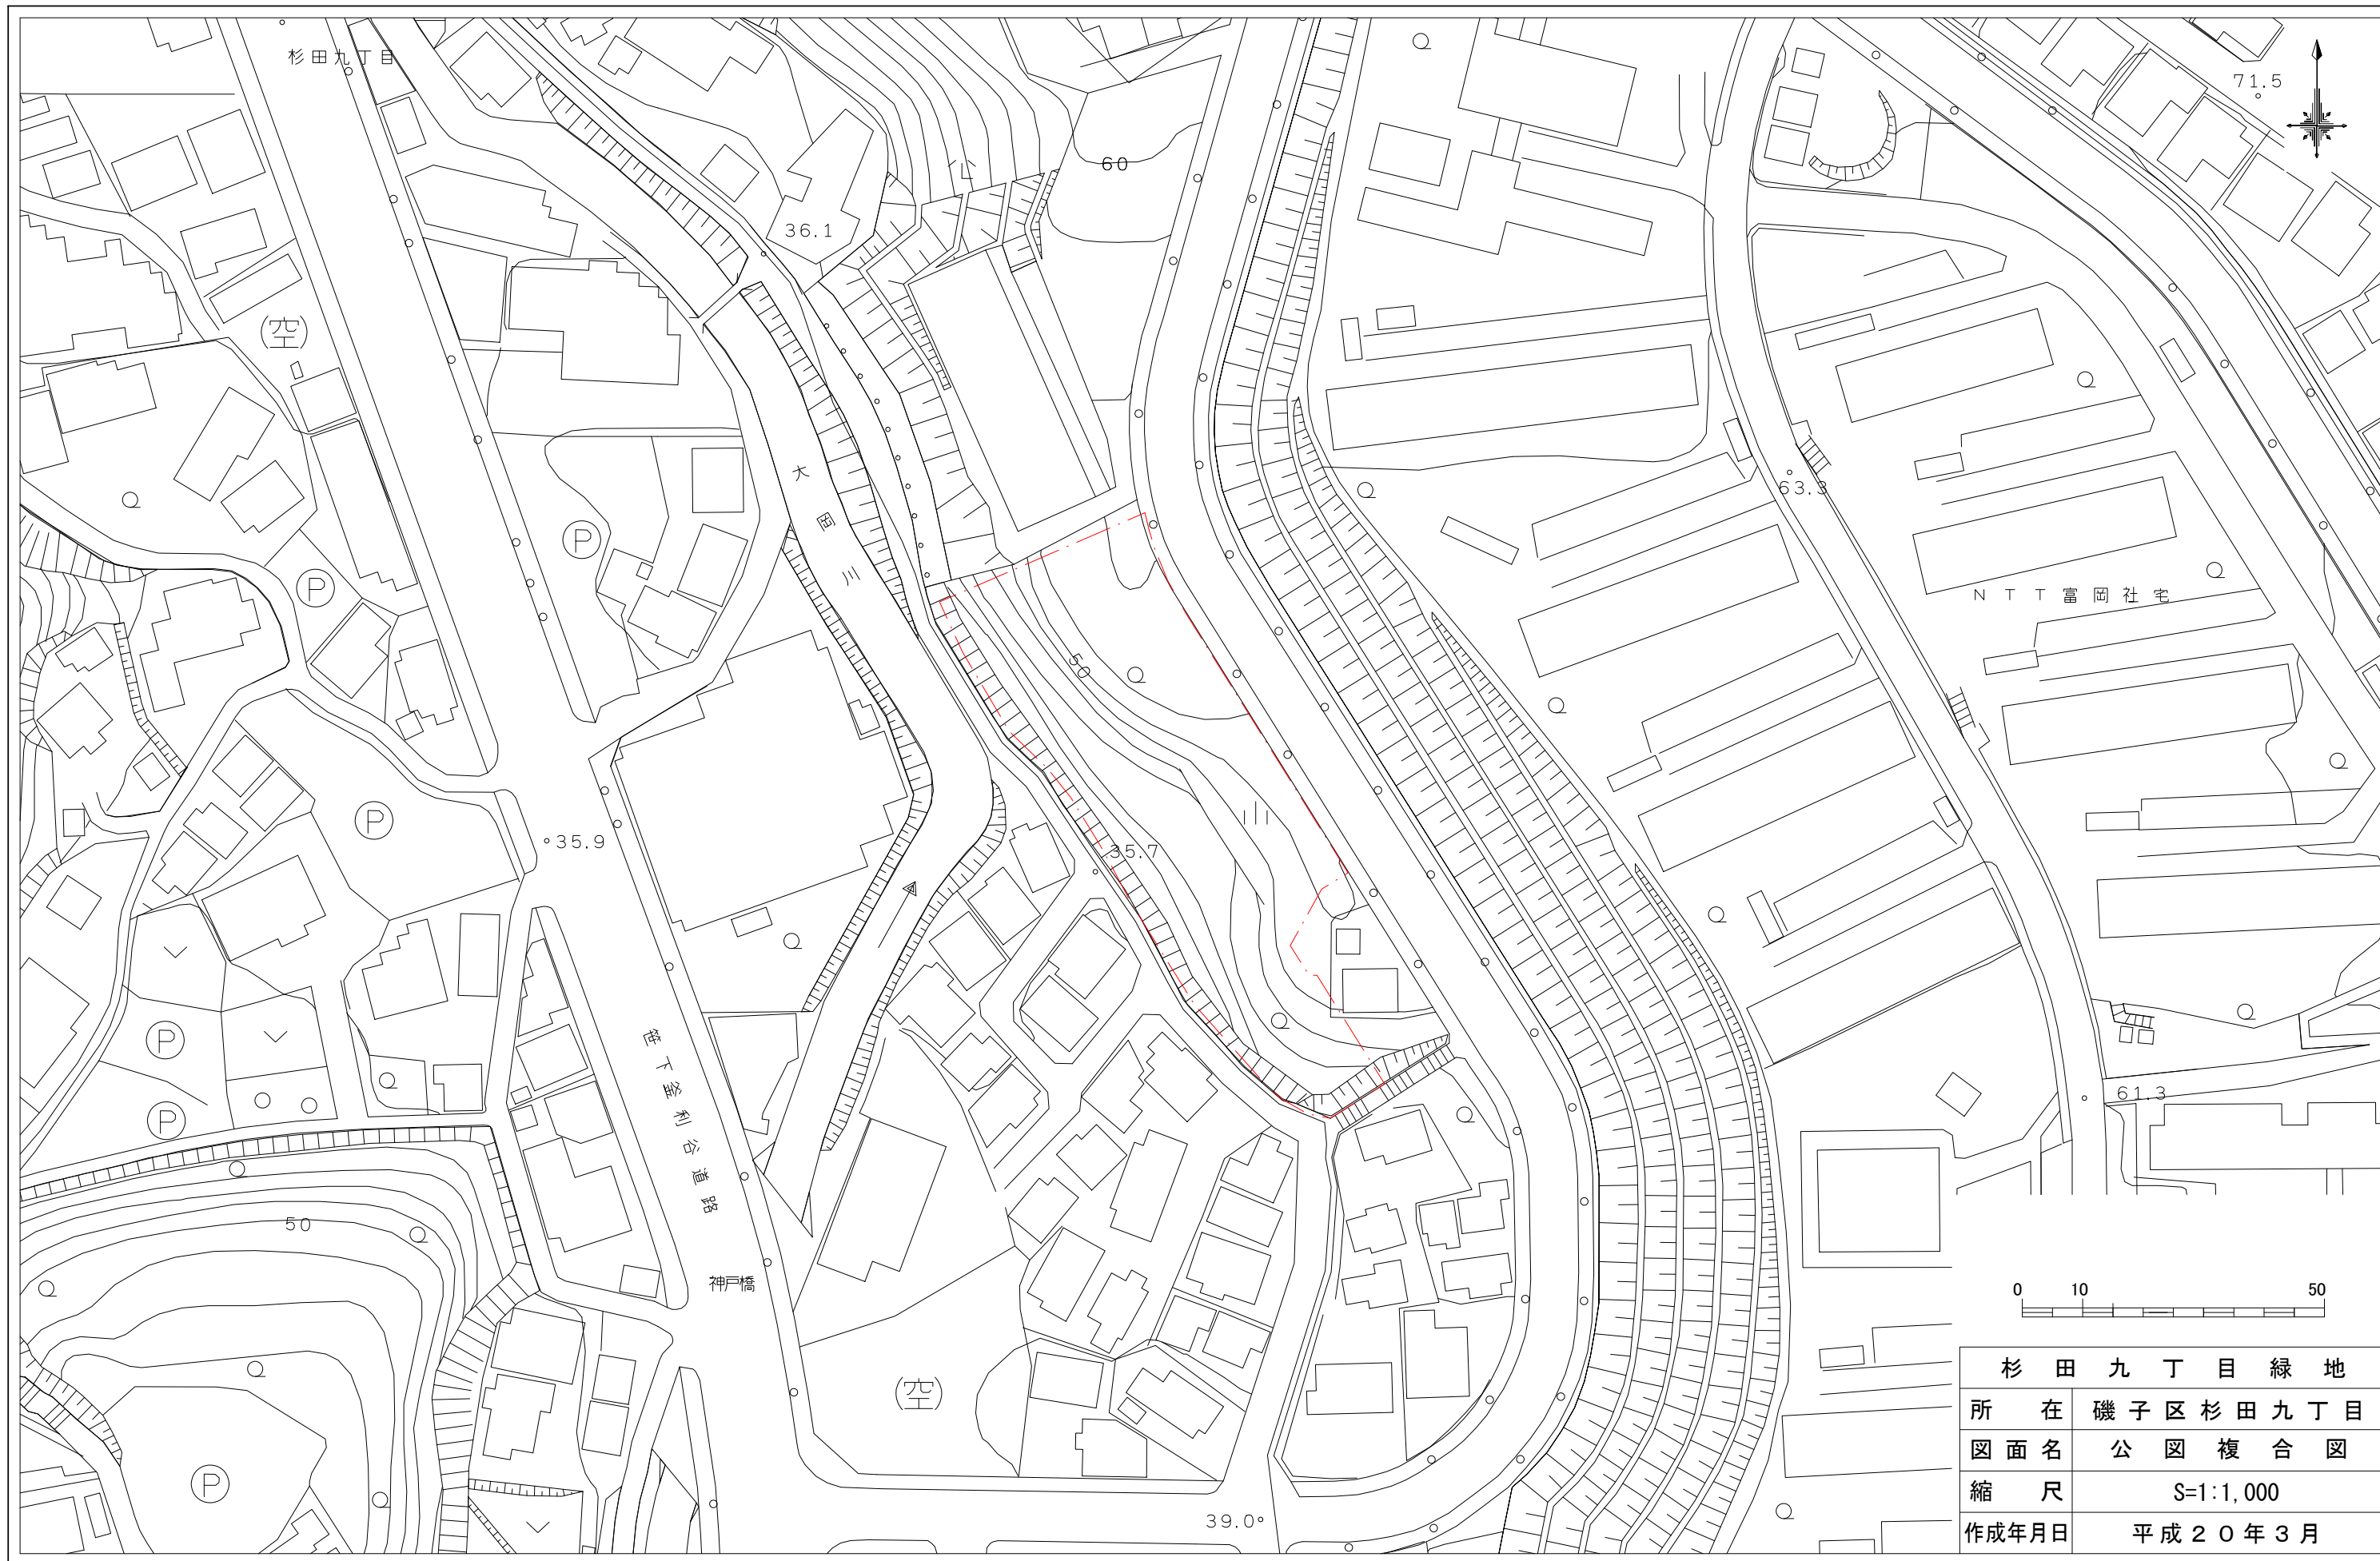 杉田九丁目
71.5
60
36.1
(空)
大岡川
63.3
P
P
NTT富岡社宅
50
P
35.9
35.7
笹下釜利谷道路
P
P
61.3
50
神戸橋
0 10 50
(空)
P
39.0
杉田九丁目緑地
所在 磯子区杉田九丁目
図面名 公図複合図
縮尺 S=1:1,000
作成年月日 平成20年3月